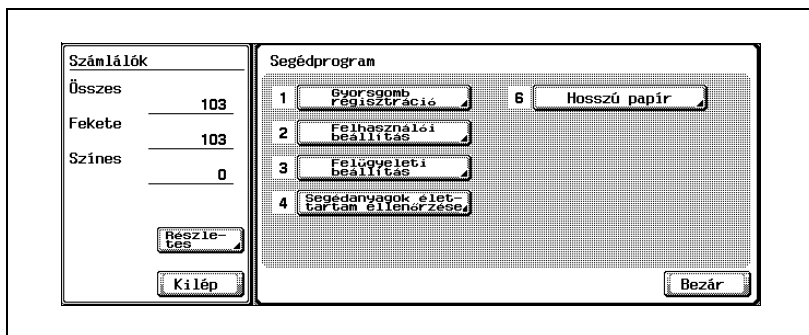 Számlálók
Összes
103
Fekete
103
Színes
0
Részle-
tes
Kilép
Segédprogram
1 Gyorsgomb
regisztráció
2 Felhasználói
beállítás
3 Felügyeleti
beállítás
4 Segédanyagok élet-
tartam ellenőrzése
6 Hosszú papír
Bezár